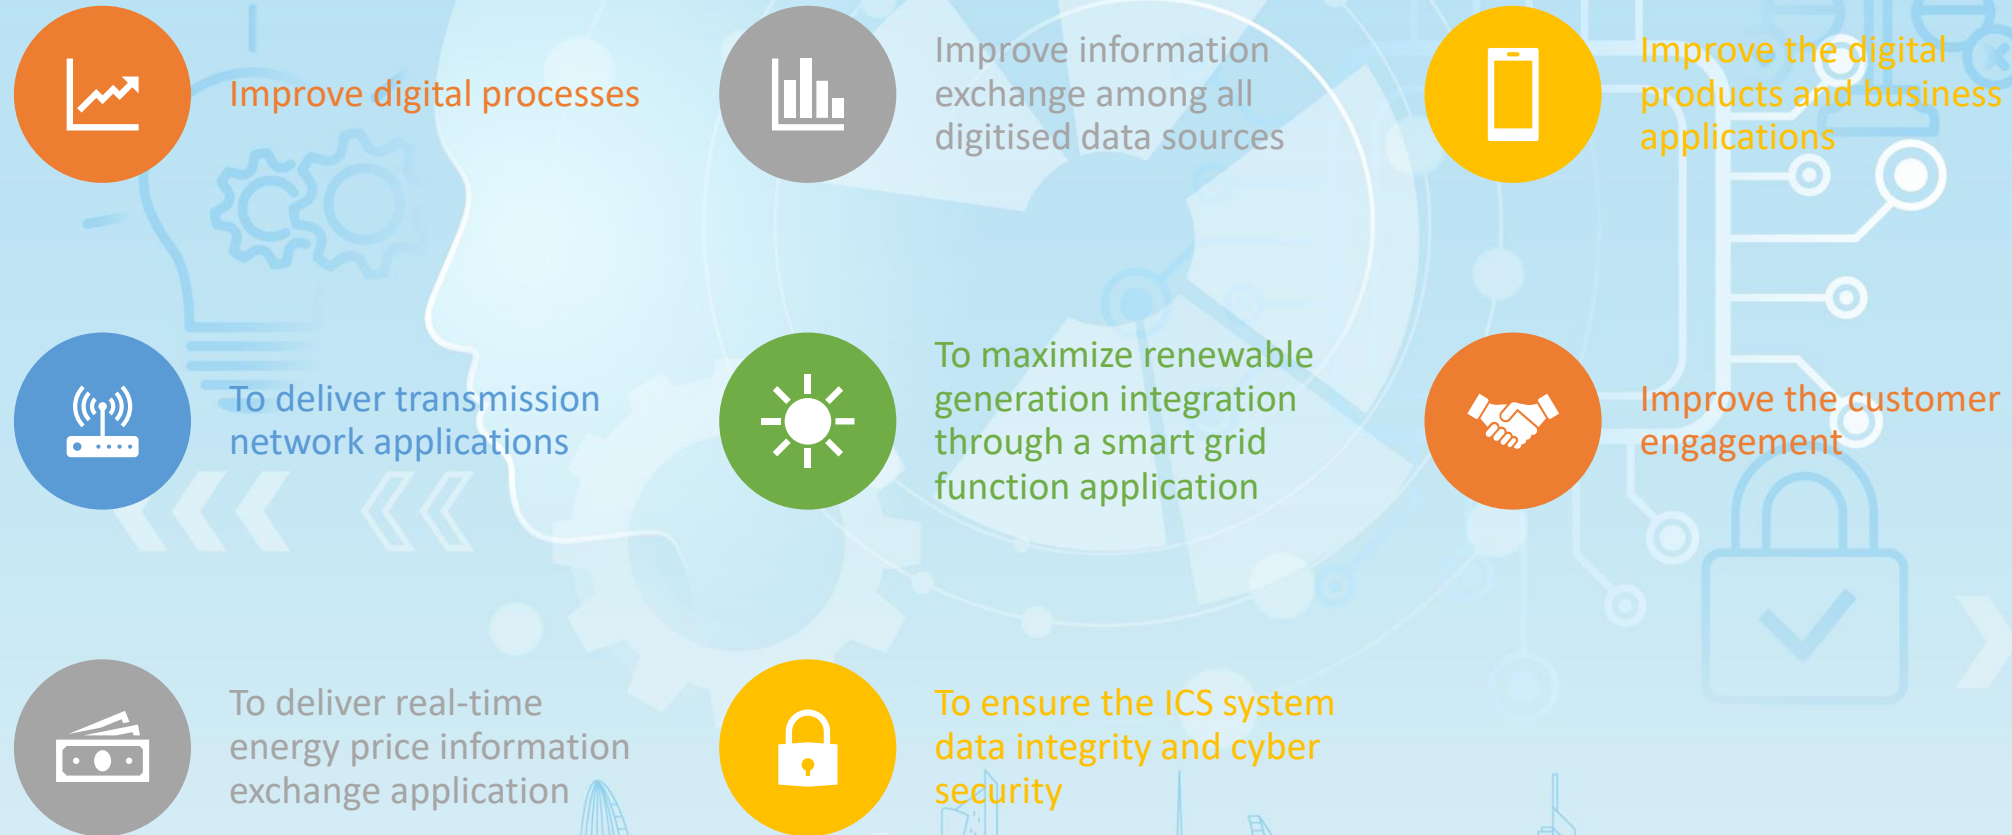 Improve digital processes
Improve information
exchange among all
digitised data sources
Improve the digital
products and business
applications
To deliver transmission
network applications
To maximize renewable
generation integration
through a smart grid
function application
Improve the customer
engagement
To deliver real-time
energy price information
exchange application
To ensure the ICS system
data integrity and cyber
security